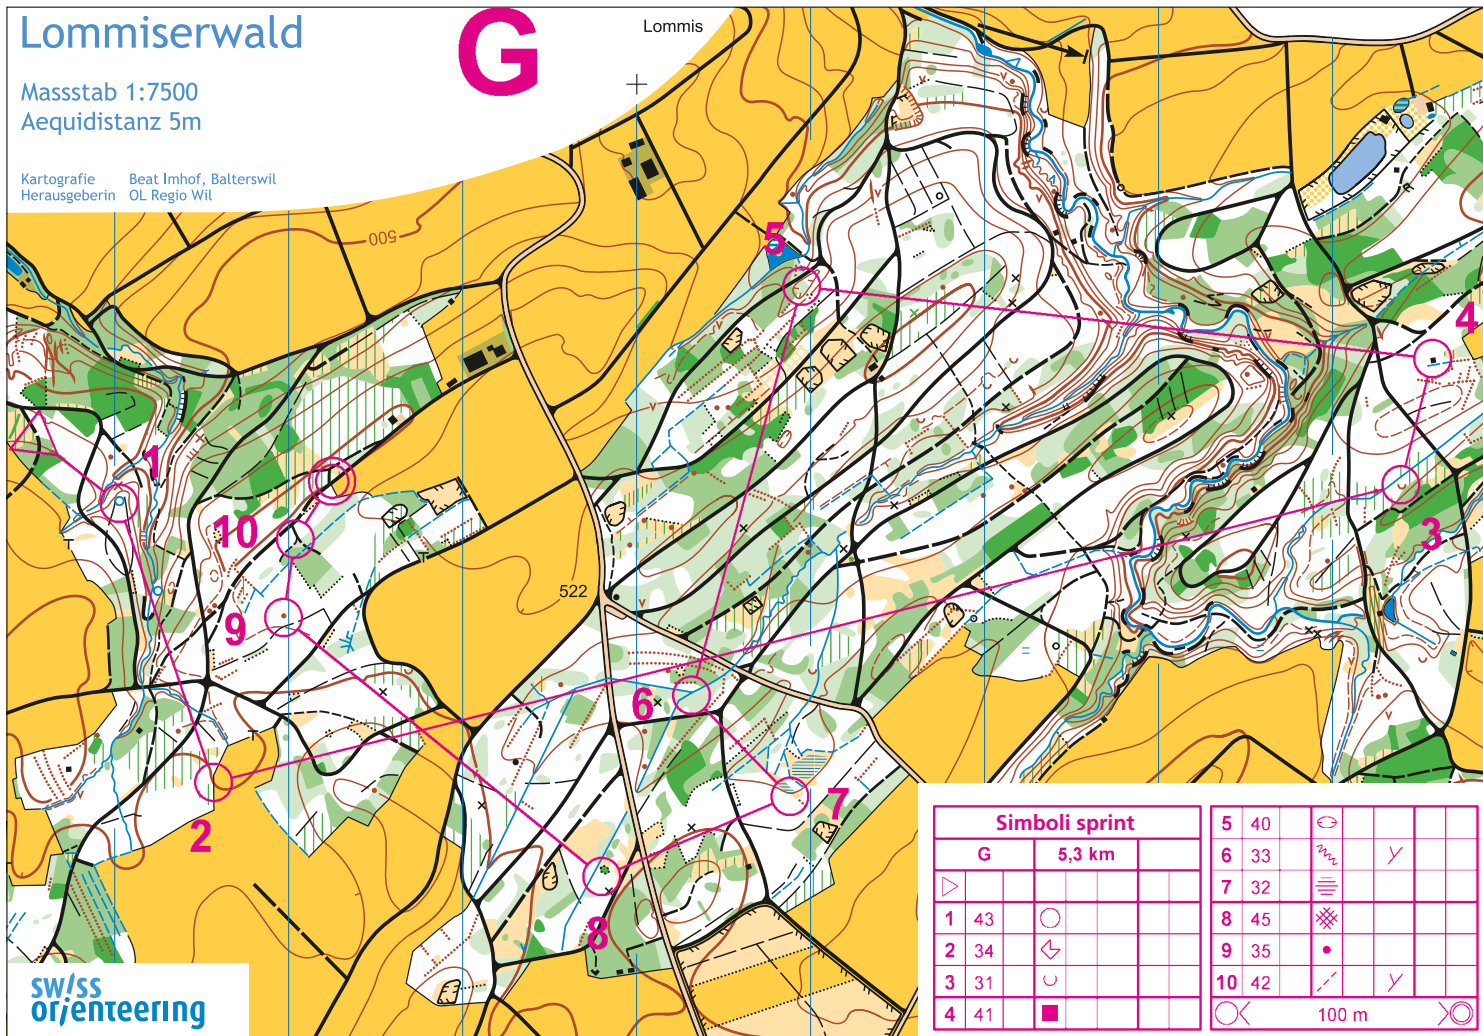 Lommiserwald
Massstab 1:7500
Aequidistanz 5m
Kartografie Beat Imhof, Balterswil
Herausgeberin OL Regio Wil
G
Lommis
500
522
1
2
3
4
5
6
7
8
9
10
Simboli sprint
G 5,3 km
1 43
2 34
3 31
4 41
5 40
6 33
7 32
8 45
9 35
10 42
100 m
swiss
orienteering